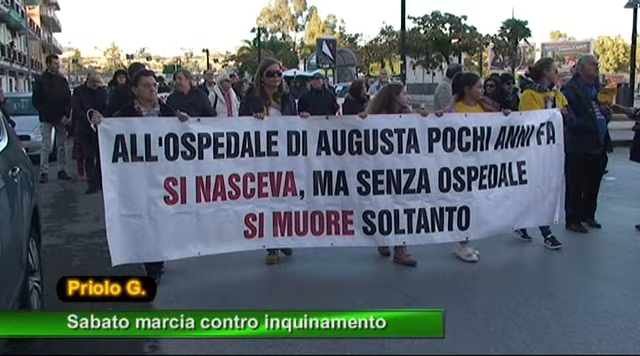 ALL'OSPEDALE DI AUGUSTA POCHI ANNI FA
SI NASCEVA, MA SENZA OSPEDALE
SI MUORE SOLTANTO
Priolo G.
Sabato marcia contro inquinamento